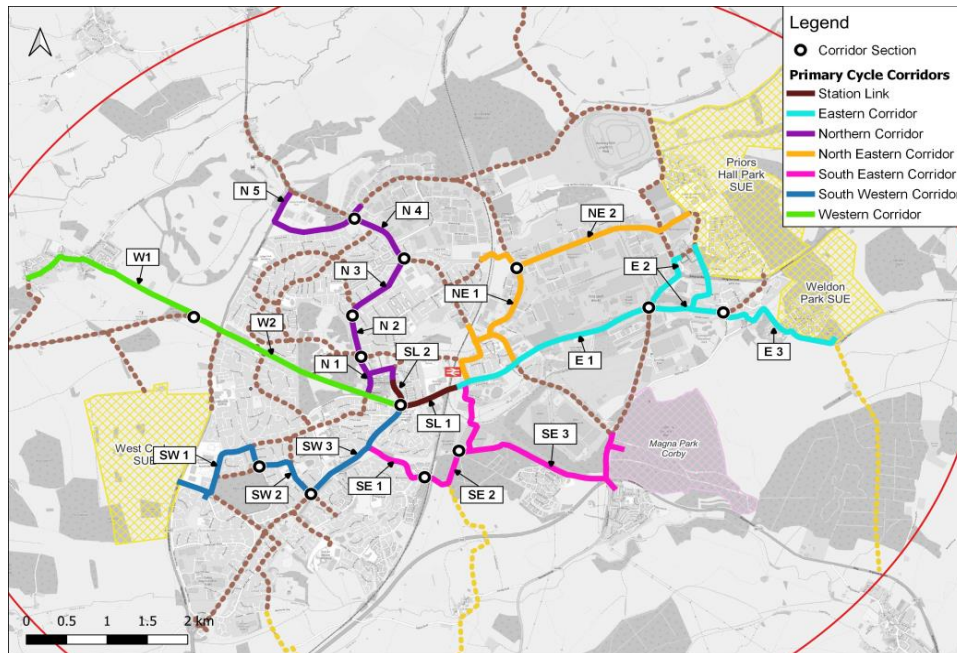 Legend
Corridor Section
Primary Cycle Corridors
Station Link
Eastern Corridor
Northern Corridor
North Eastern Corridor
South Eastern Corridor
South Western Corridor
Western Corridor
Priors
Hall Park
SUE
N 5
N 4
NE 2
W1
N 3
E 2
NE 1
Weldon
Park SUE
W2
N 2
SL 2
N 1
E 1
E 3
SL 1
West
SUE
SW 1
SW 3
SE 3
Magna Park
Corby
SW 2
SE 1
SE 2
0 0.5 1 1.5 2 km